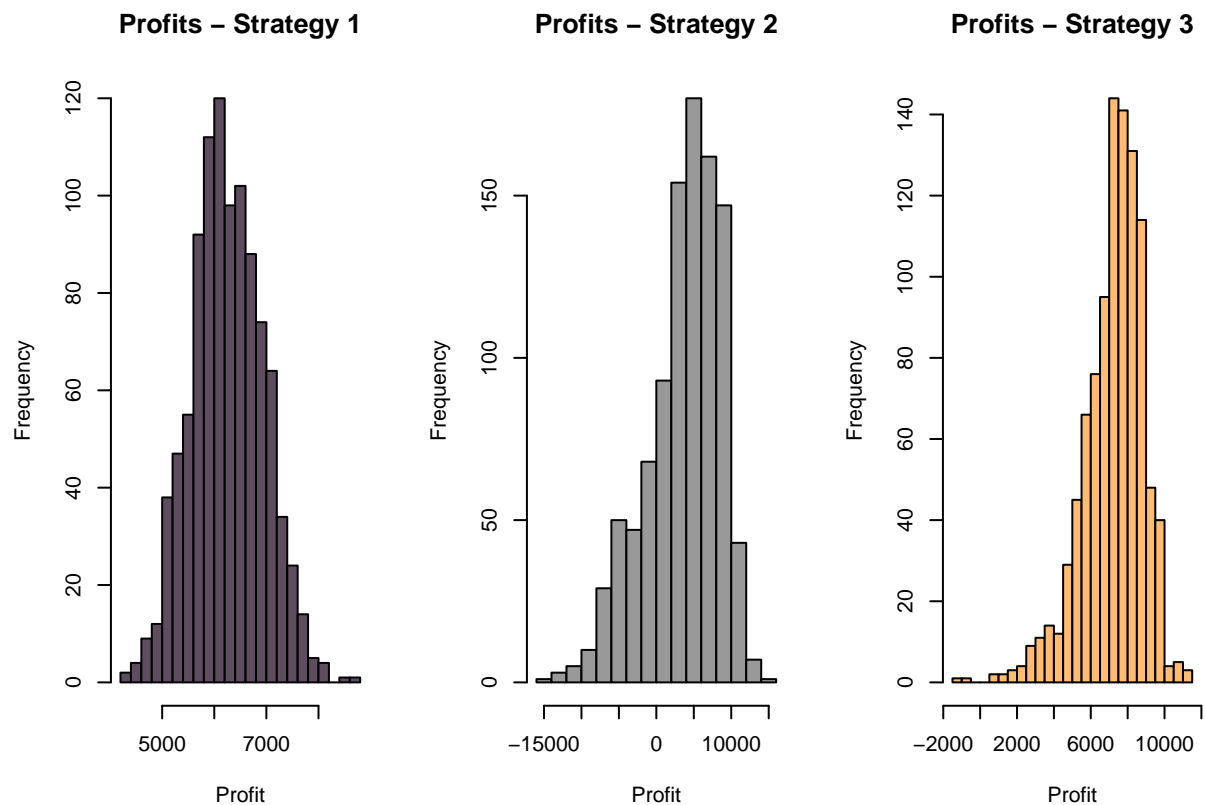 Profits − Strategy 1
Frequency
120
100
80
60
40
20
0
5000 7000
Profit
Profits − Strategy 2
Frequency
150
100
50
0
−15000 0 10000
Profit
Profits − Strategy 3
Frequency
140
120
100
80
60
40
20
0
−2000 2000 6000 10000
Profit